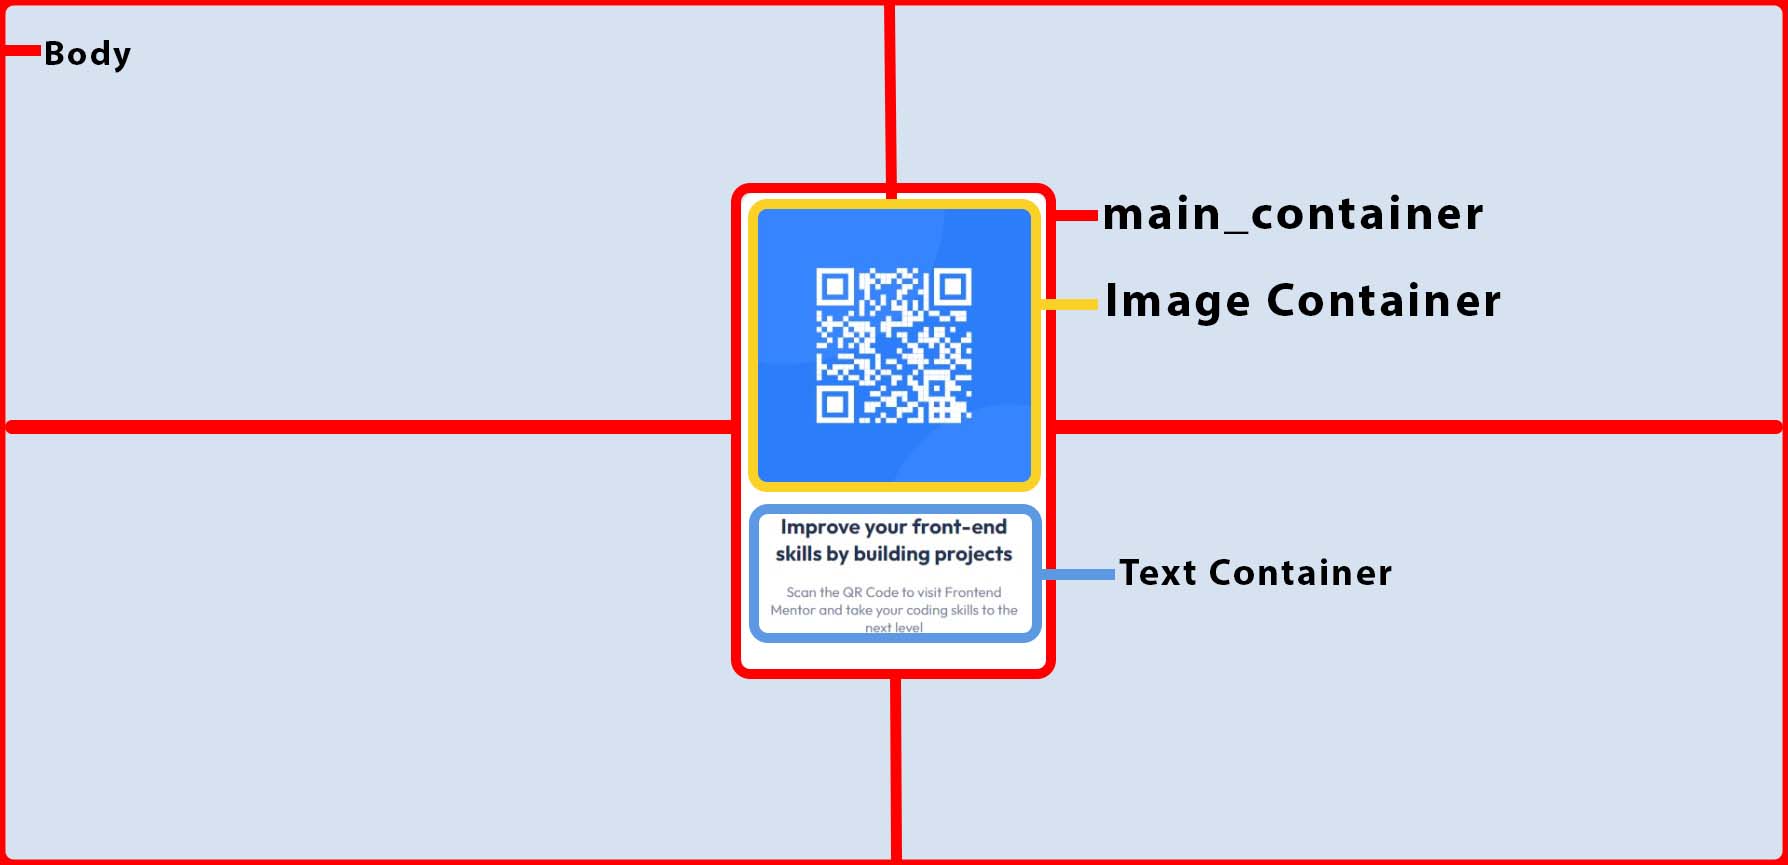 Body
main_container
Image Container
Improve your front-end
skills by building projects
Scan the QR Code to visit Frontend
Mentor and take your coding skills to the
next level
Text Container